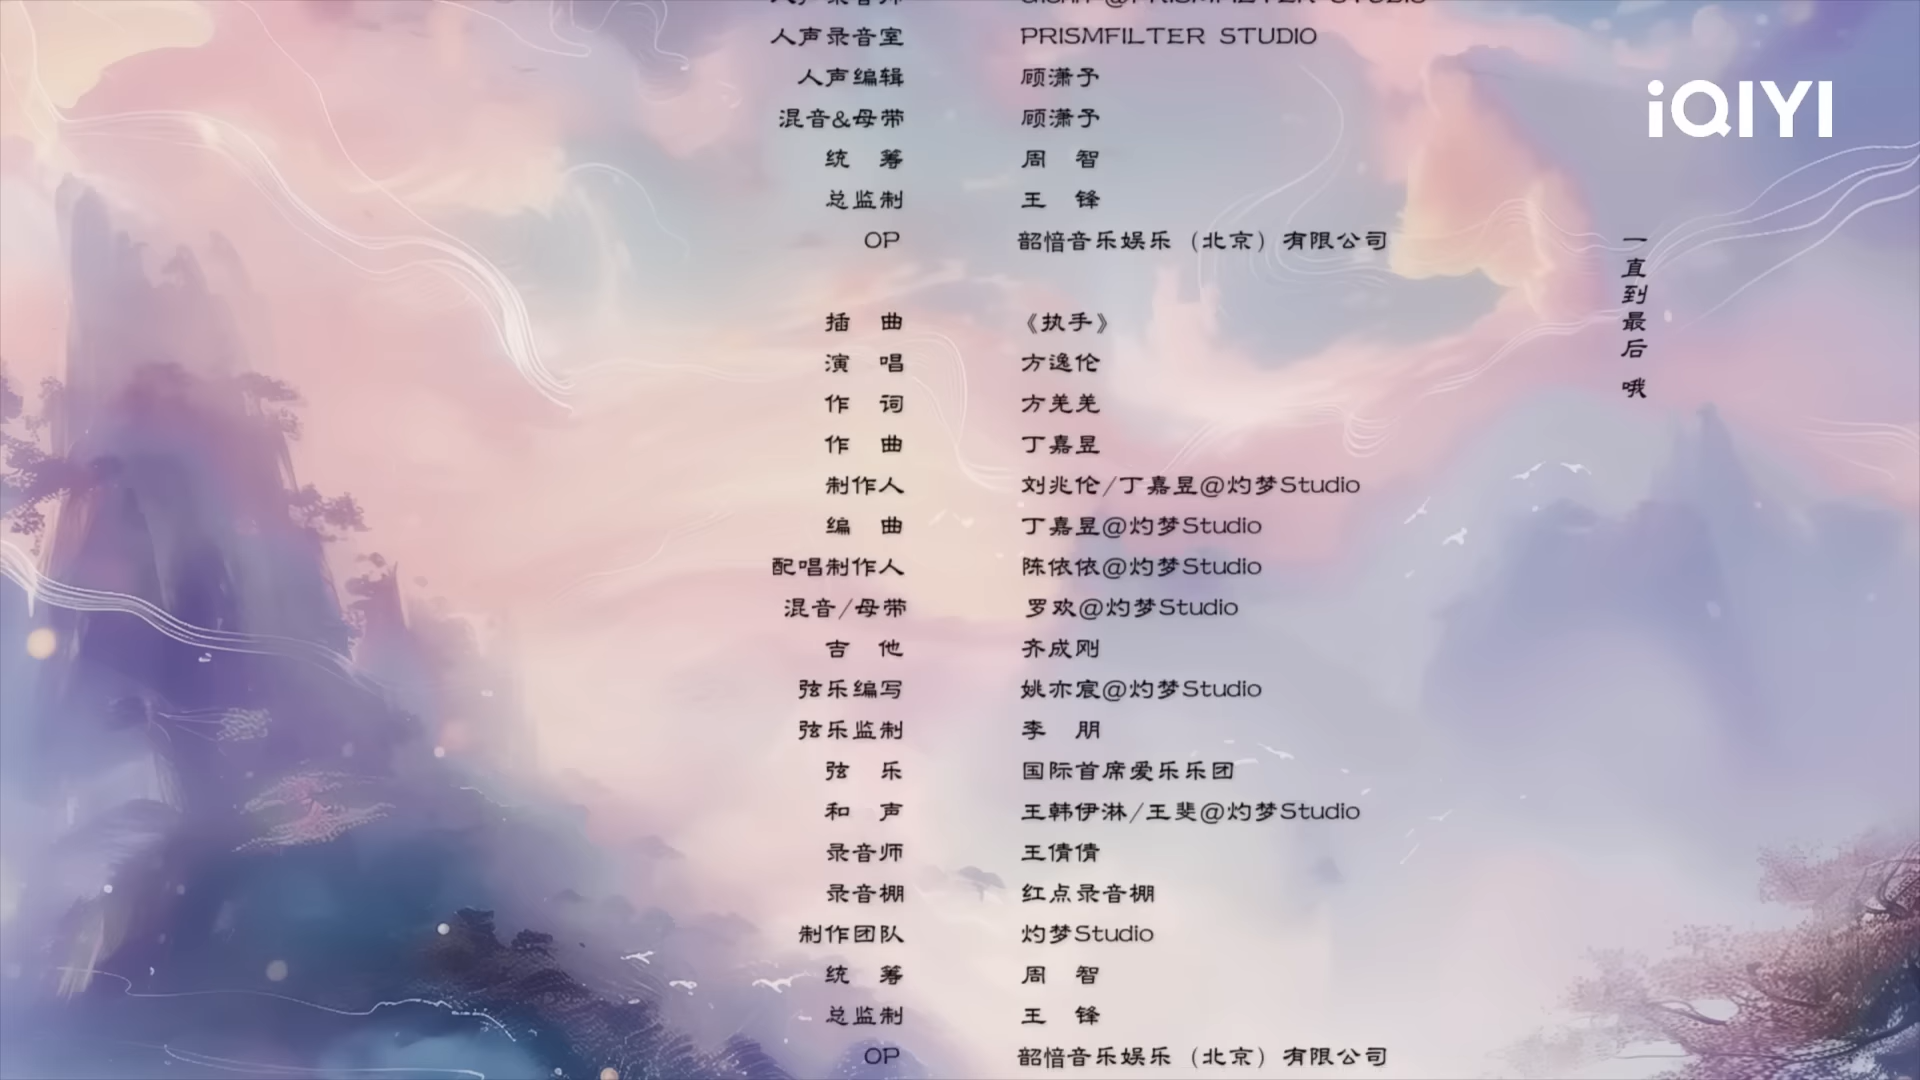 人声录音室 PRISMFILTER STUDIO
人声编辑 顾潇予
混音&母带 顾潇予
统 筹 周 智
总监制 王 锋
OP 韶愔音乐娱乐（北京）有限公司
插 曲 《执手》
演 唱 方逸伦
作 词 方羌羌
作 曲 丁嘉昱
制作人 刘兆伦/丁嘉昱@灼梦Studio
编 曲 丁嘉昱@灼梦Studio
配唱制作人 陈依依@灼梦Studio
混音/母带 罗欢@灼梦Studio
吉 他 齐成刚
弦乐编写 姚亦宸@灼梦Studio
弦乐监制 李 朋
弦 乐 国际首席爱乐乐团
和 声 王韩伊淋/王斐@灼梦Studio
录音师 王倩倩
录音棚 红点录音棚
制作团队 灼梦Studio
统 筹 周 智
总监制 王 锋
OP 韶愔音乐娱乐（北京）有限公司
iQIYI
一直到最后 哦